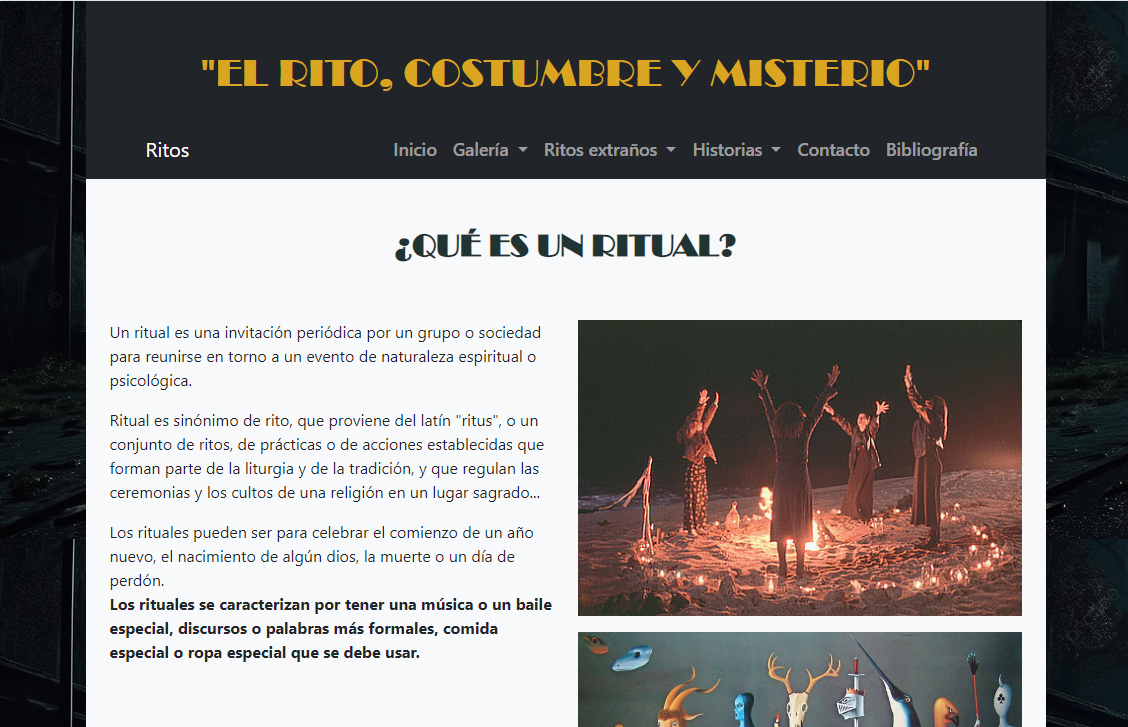 "EL RITO, COSTUMBRE Y MISTERIO"
Ritos
Inicio Galería Ritos extraños Historias Contacto Bibliografía
¿QUÉ ES UN RITUAL?
Un ritual es una invitación periódica por un grupo o sociedad
para reunirse en torno a un evento de naturaleza espiritual o
psicológica.
Ritual es sinónimo de rito, que proviene del latín "ritus", o un
conjunto de ritos, de prácticas o de acciones establecidas que
forman parte de la liturgia y de la tradición, y que regulan las
ceremonias y los cultos de una religión en un lugar sagrado...
Los rituales pueden ser para celebrar el comienzo de un año
nuevo, el nacimiento de algún dios, la muerte o un día de
perdón.
Los rituales se caracterizan por tener una música o un baile
especial, discursos o palabras más formales, comida
especial o ropa especial que se debe usar.